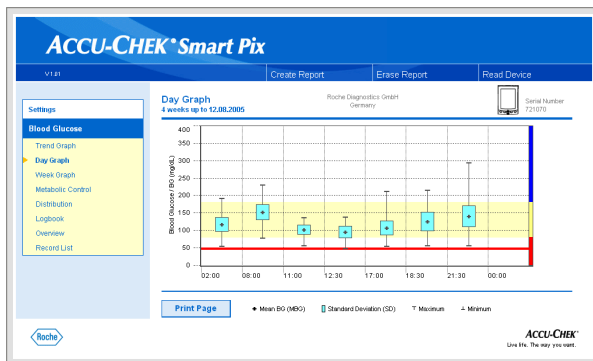 ACCU-CHEK® Smart Pix
V 1.01
Create Report
Erase Report
Read Device
Settings
Blood Glucose
Trend Graph
Day Graph
Week Graph
Metabolic Control
Distribution
Logbook
Overview
Record List
Day Graph
4 weeks up to 12.08.2005
Roche Diagnostics GmbH
Germany
Serial Number
721070
Blood Glucose / BG (mg/dL)
400
350
300
250
200
150
100
50
0
02:00 08:00 11:00 12:30 17:00 18:30 21:30 00:00
Print Page
Mean BG (MBG) Standard Deviation (SD) Maximum Minimum
Roche
ACCU-CHEK®
Live life. The way you want.